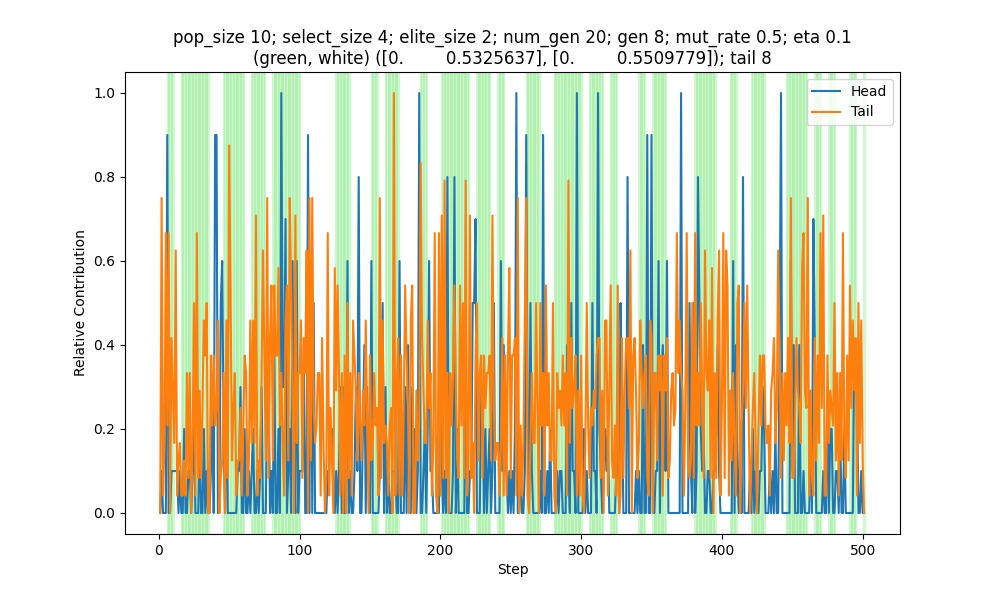 pop_size 10; select_size 4; elite_size 2; num_gen 20; gen 8; mut_rate 0.5; eta 0.1
(green, white) ([0.        0.5325637], [0.        0.5509779]); tail 8
Head
Tail
Relative Contribution
1.0
0.8
0.6
0.4
0.2
0.0
0
100
200
300
400
500
Step